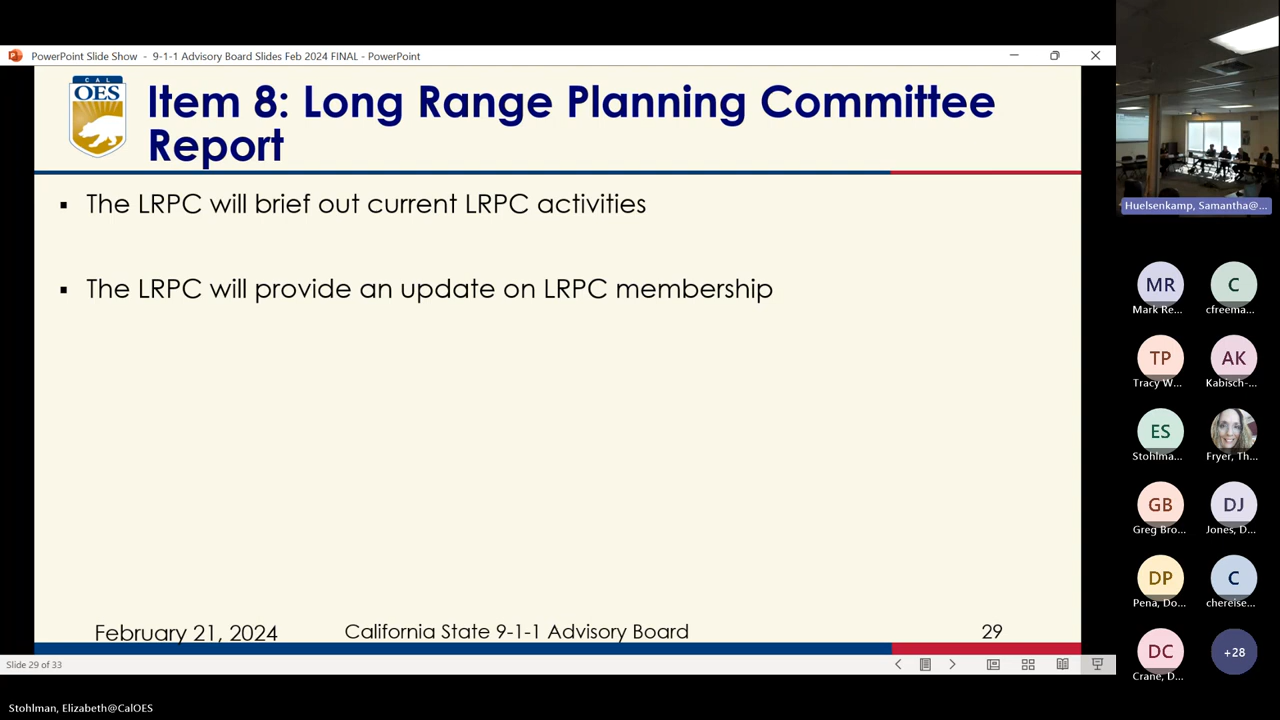 PowerPoint Slide Show - 9-1-1 Advisory Board Slides Feb 2024 FINAL - PowerPoint
CAL
OES
Item 8: Long Range Planning Committee
Report
▪ The LRPC will brief out current LRPC activities
▪ The LRPC will provide an update on LRPC membership
February 21, 2024
California State 9-1-1 Advisory Board
29
Slide 29 of 33
Stohlman, Elizabeth@CalOES
Huelsenkamp, Samantha@...
MR
C
Mark Re...
cfreema...
TP
AK
Tracy W...
Kabisch-...
ES
Stohlma...
Fryer, Th...
GB
DJ
Greg Bro...
Jones, D...
DP
C
Pena, Do...
chereise...
DC
+28
Crane, D...